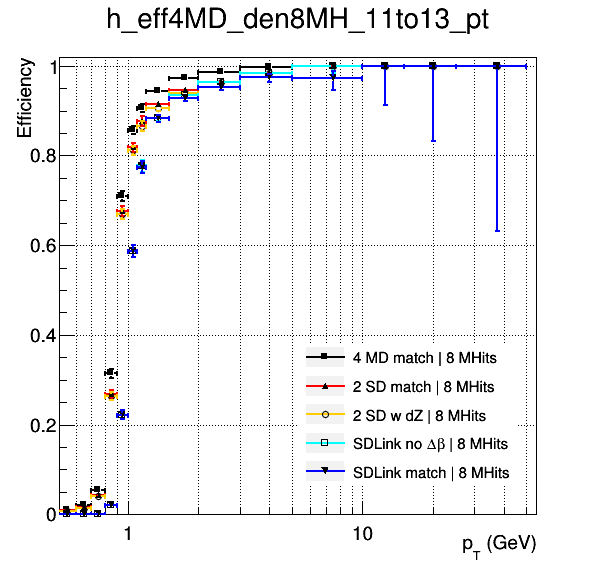 h_eff4MD_den8MH_11to13_pt
Efficiency
1
0.8
0.6
0.4
0.2
0
4 MD match | 8 MHits
2 SD match | 8 MHits
2 SD w dZ | 8 MHits
SDLink no Δβ | 8 MHits
SDLink match | 8 MHits
1 10
pT (GeV)